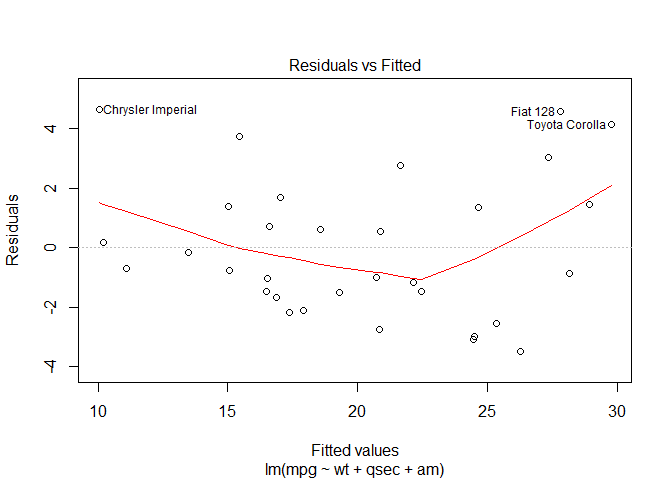 Residuals vs Fitted
Chrysler Imperial
Fiat 128
Toyota Corolla
4
2
0
-2
-4
Residuals
10 15 20 25 30
Fitted values
lm(mpg ~ wt + qsec + am)